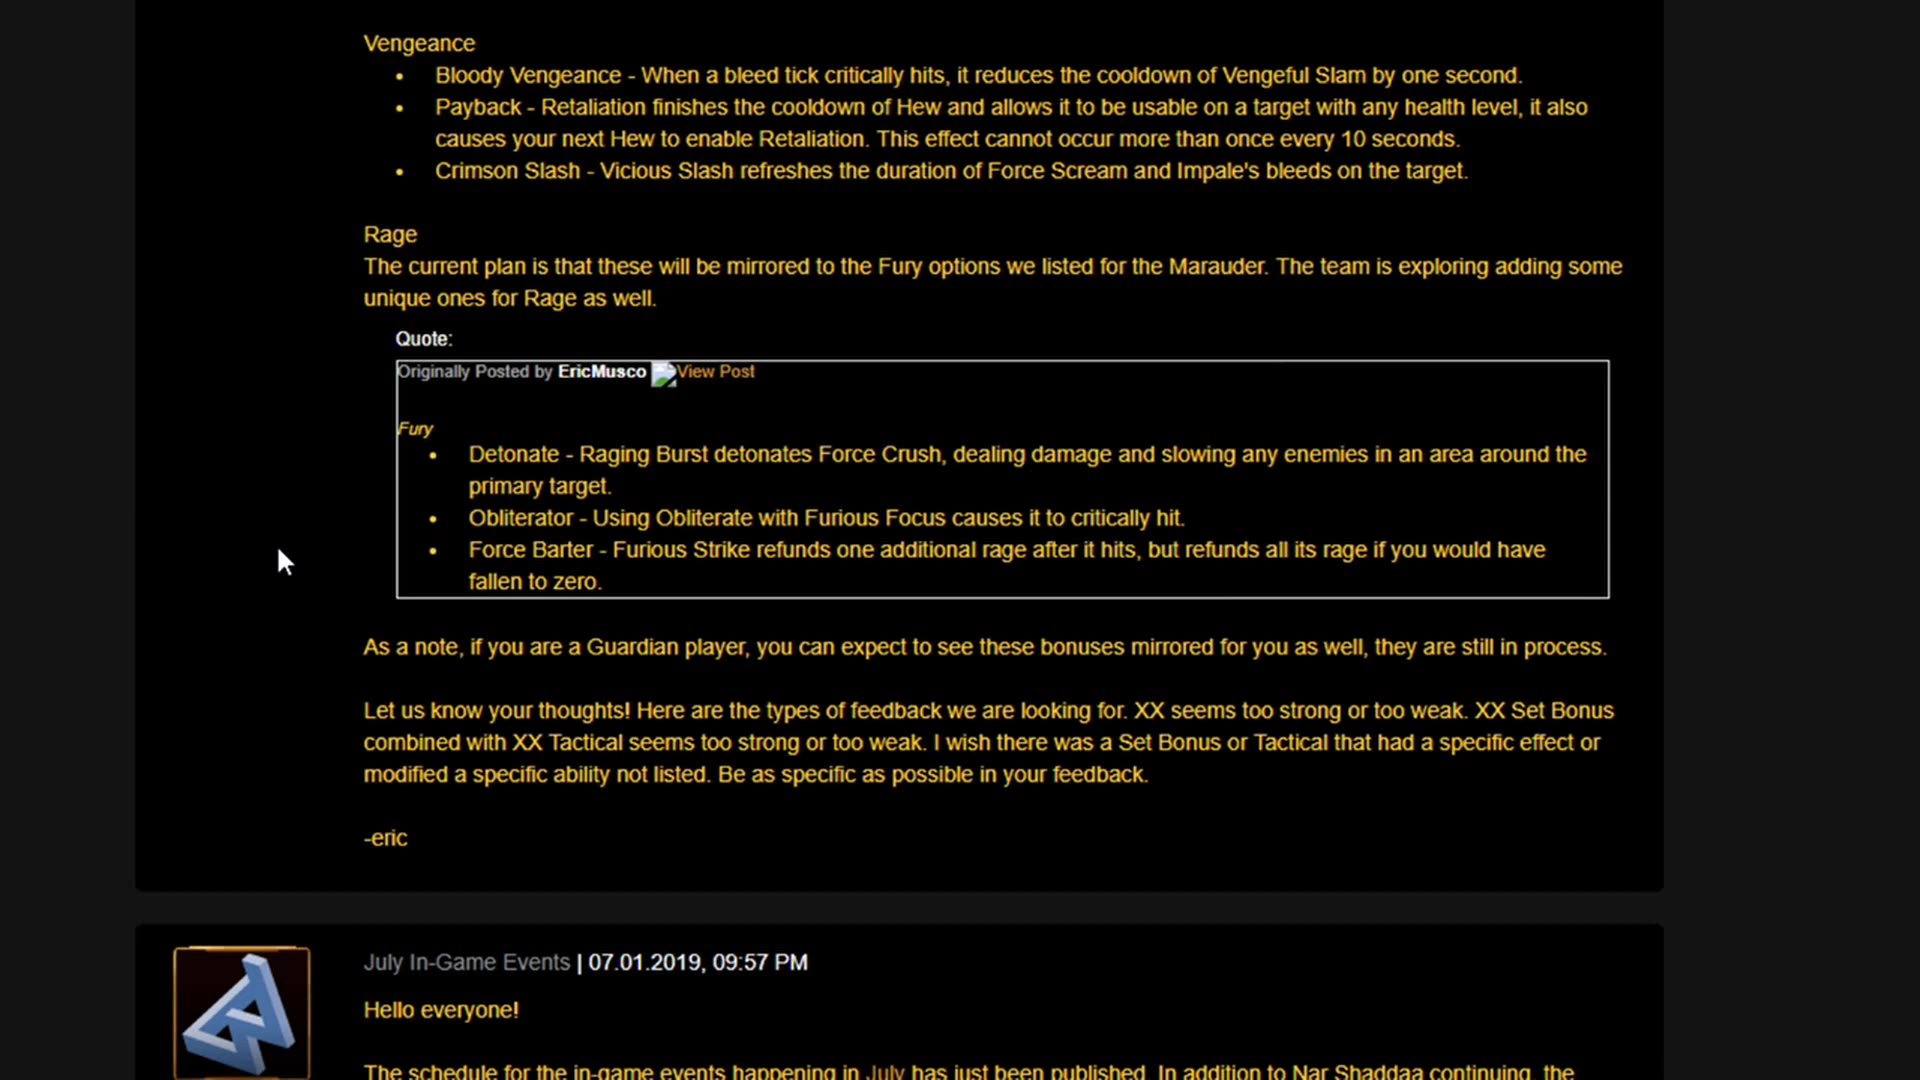 Vengeance
• Bloody Vengeance - When a bleed tick critically hits, it reduces the cooldown of Vengeful Slam by one second.
• Payback - Retaliation finishes the cooldown of Hew and allows it to be usable on a target with any health level, it also
causes your next Hew to enable Retaliation. This effect cannot occur more than once every 10 seconds.
• Crimson Slash - Vicious Slash refreshes the duration of Force Scream and Impale's bleeds on the target.
Rage
The current plan is that these will be mirrored to the Fury options we listed for the Marauder. The team is exploring adding some
unique ones for Rage as well.
Quote:
Originally Posted by EricMusco View Post
Fury
• Detonate - Raging Burst detonates Force Crush, dealing damage and slowing any enemies in an area around the
primary target.
• Obliterator - Using Obliterate with Furious Focus causes it to critically hit.
• Force Barter - Furious Strike refunds one additional rage after it hits, but refunds all its rage if you would have
fallen to zero.
As a note, if you are a Guardian player, you can expect to see these bonuses mirrored for you as well, they are still in process.
Let us know your thoughts! Here are the types of feedback we are looking for. XX seems too strong or too weak. XX Set Bonus
combined with XX Tactical seems too strong or too weak. I wish there was a Set Bonus or Tactical that had a specific effect or
modified a specific ability not listed. Be as specific as possible in your feedback.
-eric
July In-Game Events | 07.01.2019, 09:57 PM
Hello everyone!
The schedule for the in-game events happening in July has just been published. In addition to Nar Shaddaa continuing, the